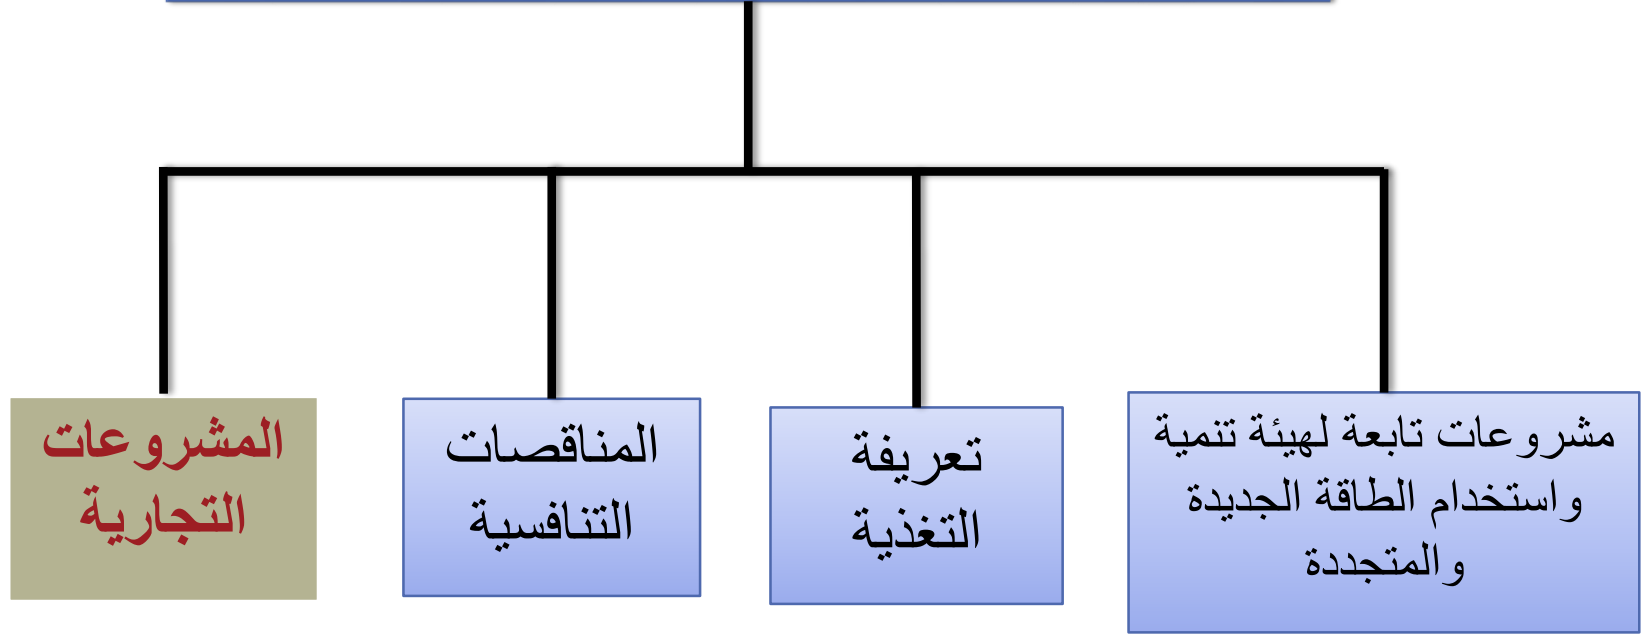 مشروعات تابعة لهيئة تنمية
واستخدام الطاقة الجديدة
والمتجددة
تعريفة
التغذية
المناقصات
التنافسية
المشروعات
التجارية